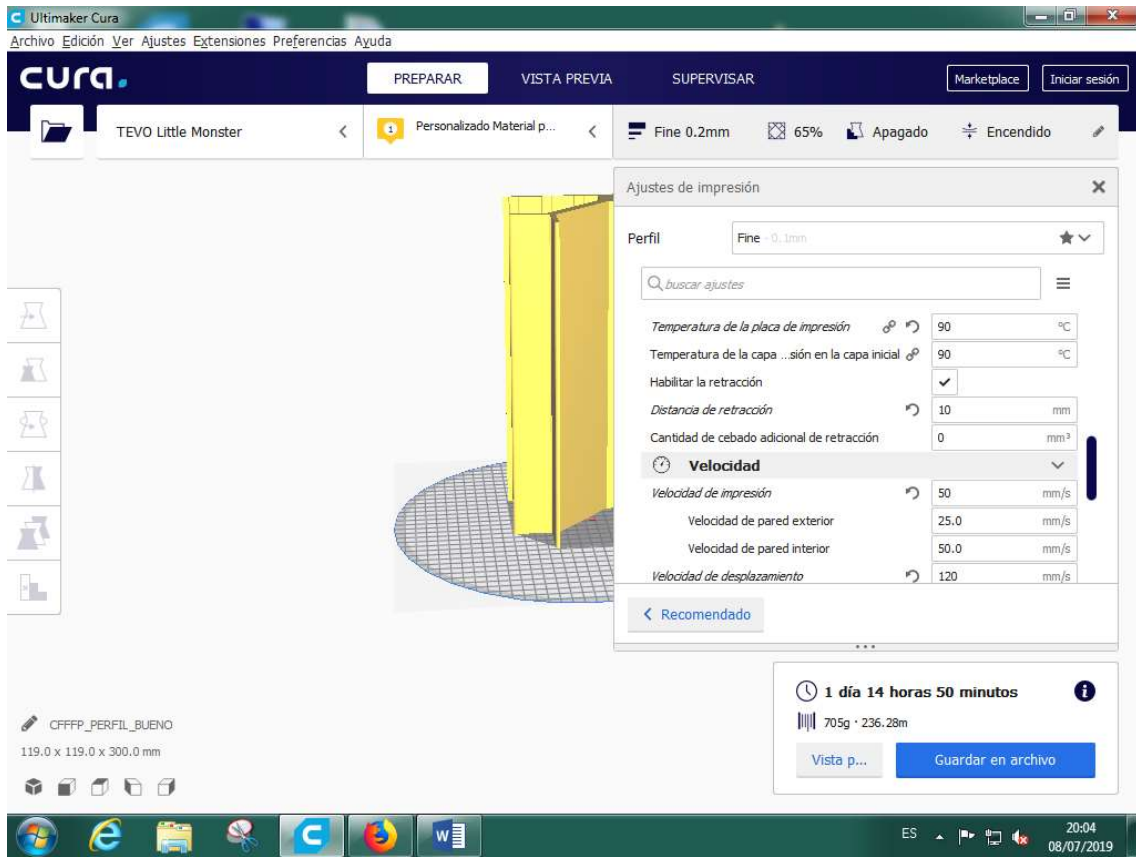 Ultimaker Cura
Archivo Edición Ver Ajustes Extensiones Preferencias Ayuda
cura.
PREPARAR VISTA PREVIA SUPERVISAR Marketplace Iniciar sesión
TEVO Little Monster 1 Personalizado Material p... Fine 0.2mm 65% Apagado Encendido
Ajustes de impresión
Perfil Fine - 0.1mm
buscar ajustes
Temperatura de la placa de impresión 90 °C
Temperatura de la capa ...sión en la capa inicial 90 °C
Habilitar la retracción
Distancia de retracción 10 mm
Cantidad de cebado adicional de retracción 0 mm³
Velocidad
Velocidad de impresión 50 mm/s
Velocidad de pared exterior 25.0 mm/s
Velocidad de pared interior 50.0 mm/s
Velocidad de desplazamiento 120 mm/s
Recomendado
1 día 14 horas 50 minutos
705g · 236.28m
Vista p... Guardar en archivo
CFFFP_PERFIL_BUENO
119.0 x 119.0 x 300.0 mm
ES 20:04
08/07/2019